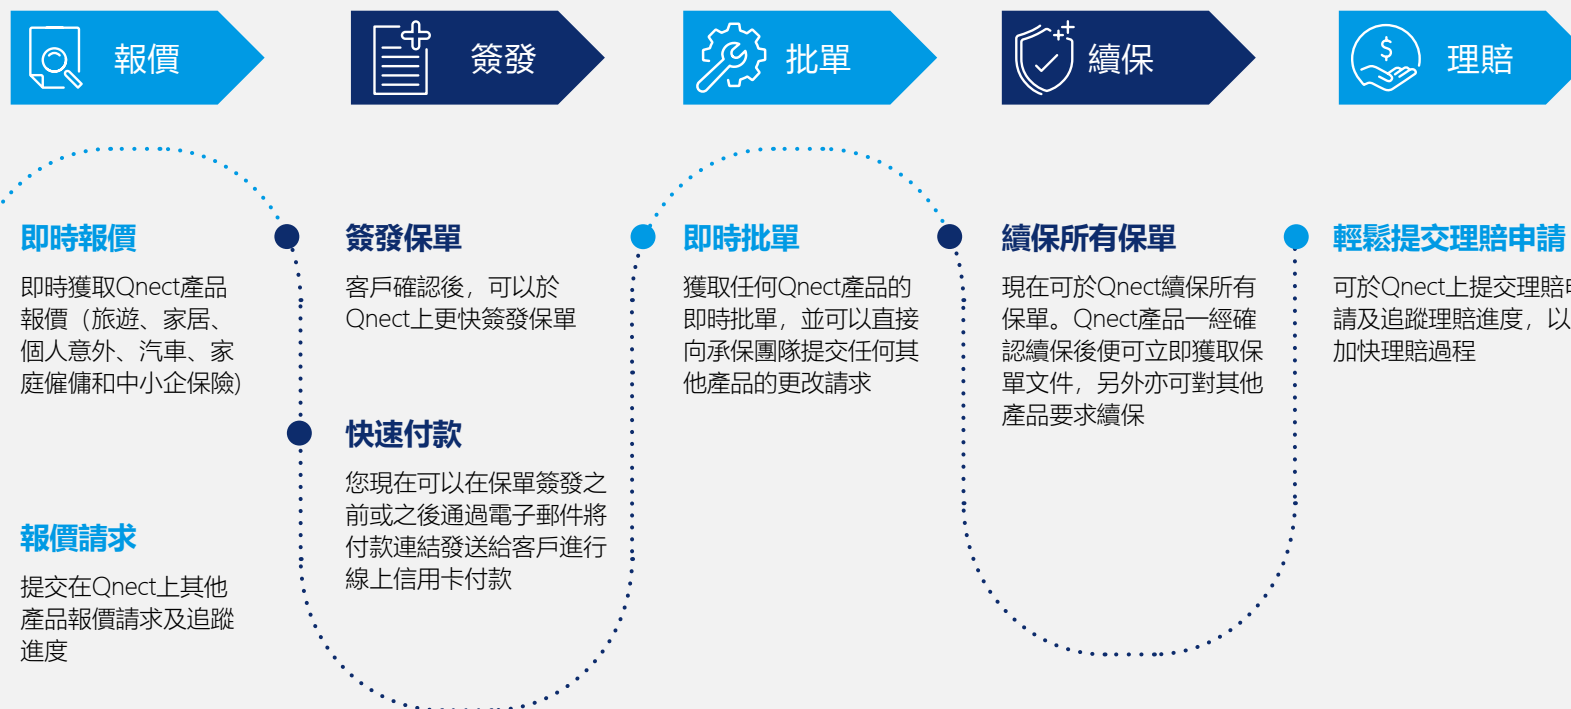 報價
簽發
批單
續保
理賠
即時報價
即時獲取Qnect產品
報價（旅遊、家居、
個人意外、汽車、家
庭僱傭和中小企保險)
報價請求
提交在Qnect上其他
產品報價請求及追蹤
進度
簽發保單
客戶確認後，可以於
Qnect上更快簽發保單
快速付款
您現在可以在保單簽發之
前或之後通過電子郵件將
付款連結發送給客戶進行
線上信用卡付款
即時批單
獲取任何Qnect產品的
即時批單，並可以直接
向承保團隊提交任何其
他產品的更改請求
續保所有保單
現在可於Qnect續保所有
保單。Qnect產品一經確
認續保後便可立即獲取保
單文件，另外亦可對其他
產品要求續保
輕鬆提交理賠申請
可於Qnect上提交理賠申
請及追蹤理賠進度，以
加快理賠過程